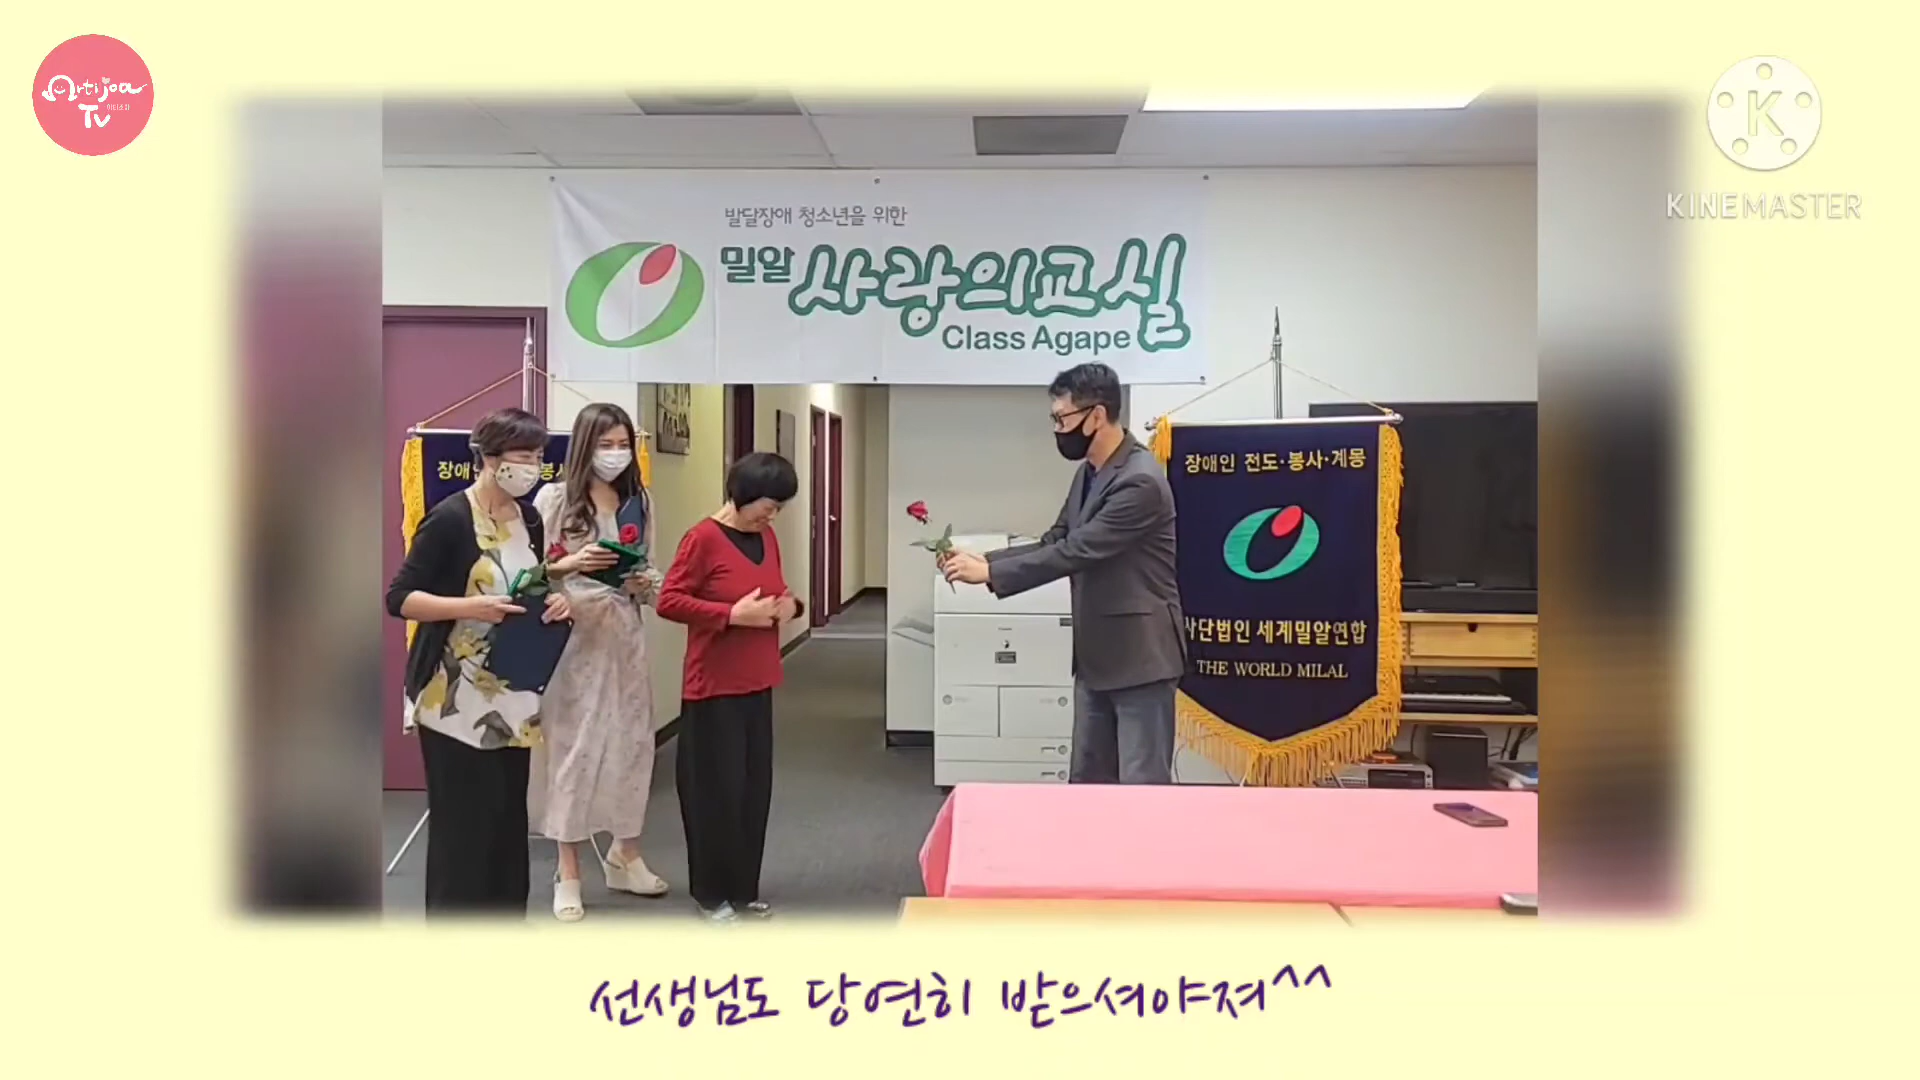 Artijoa
Tv
KINEMASTER
발달장애 청소년을 위한
밀알 사랑의교실
Class Agape
장애인 전도·봉사·계몽
사단법인 세계밀알연합
THE WORLD MILAL
선생님도 당연히 받으셔야져^^